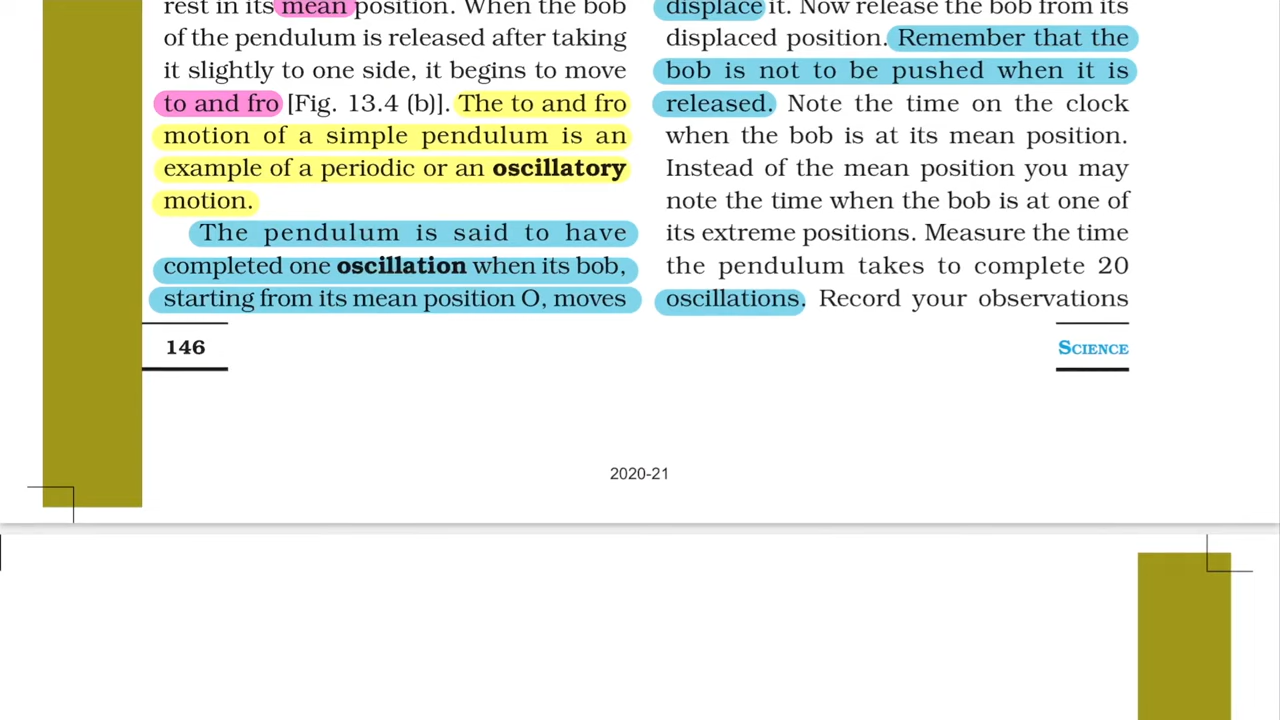 rest in its mean position. When the bob
of the pendulum is released after taking
it slightly to one side, it begins to move
to and fro [Fig. 13.4 (b)]. The to and fro
motion of a simple pendulum is an
example of a periodic or an oscillatory
motion.
The pendulum is said to have
completed one oscillation when its bob,
starting from its mean position O, moves
displace it. Now release the bob from its
displaced position. Remember that the
bob is not to be pushed when it is
released. Note the time on the clock
when the bob is at its mean position.
Instead of the mean position you may
note the time when the bob is at one of
its extreme positions. Measure the time
the pendulum takes to complete 20
oscillations. Record your observations
146
SCIENCE
2020-21